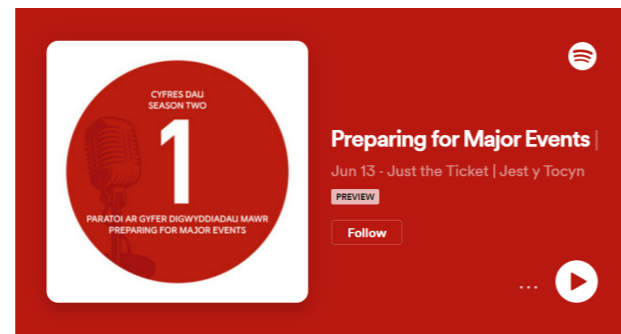 CYFRES DAU
SEASON TWO
1
PARATOI AR GYFER DIGWYDDIADAU MAWR
PREPARING FOR MAJOR EVENTS
Preparing for Major Events |
Jun 13 · Just the Ticket | Jest y Tocyn
PREVIEW
Follow
...